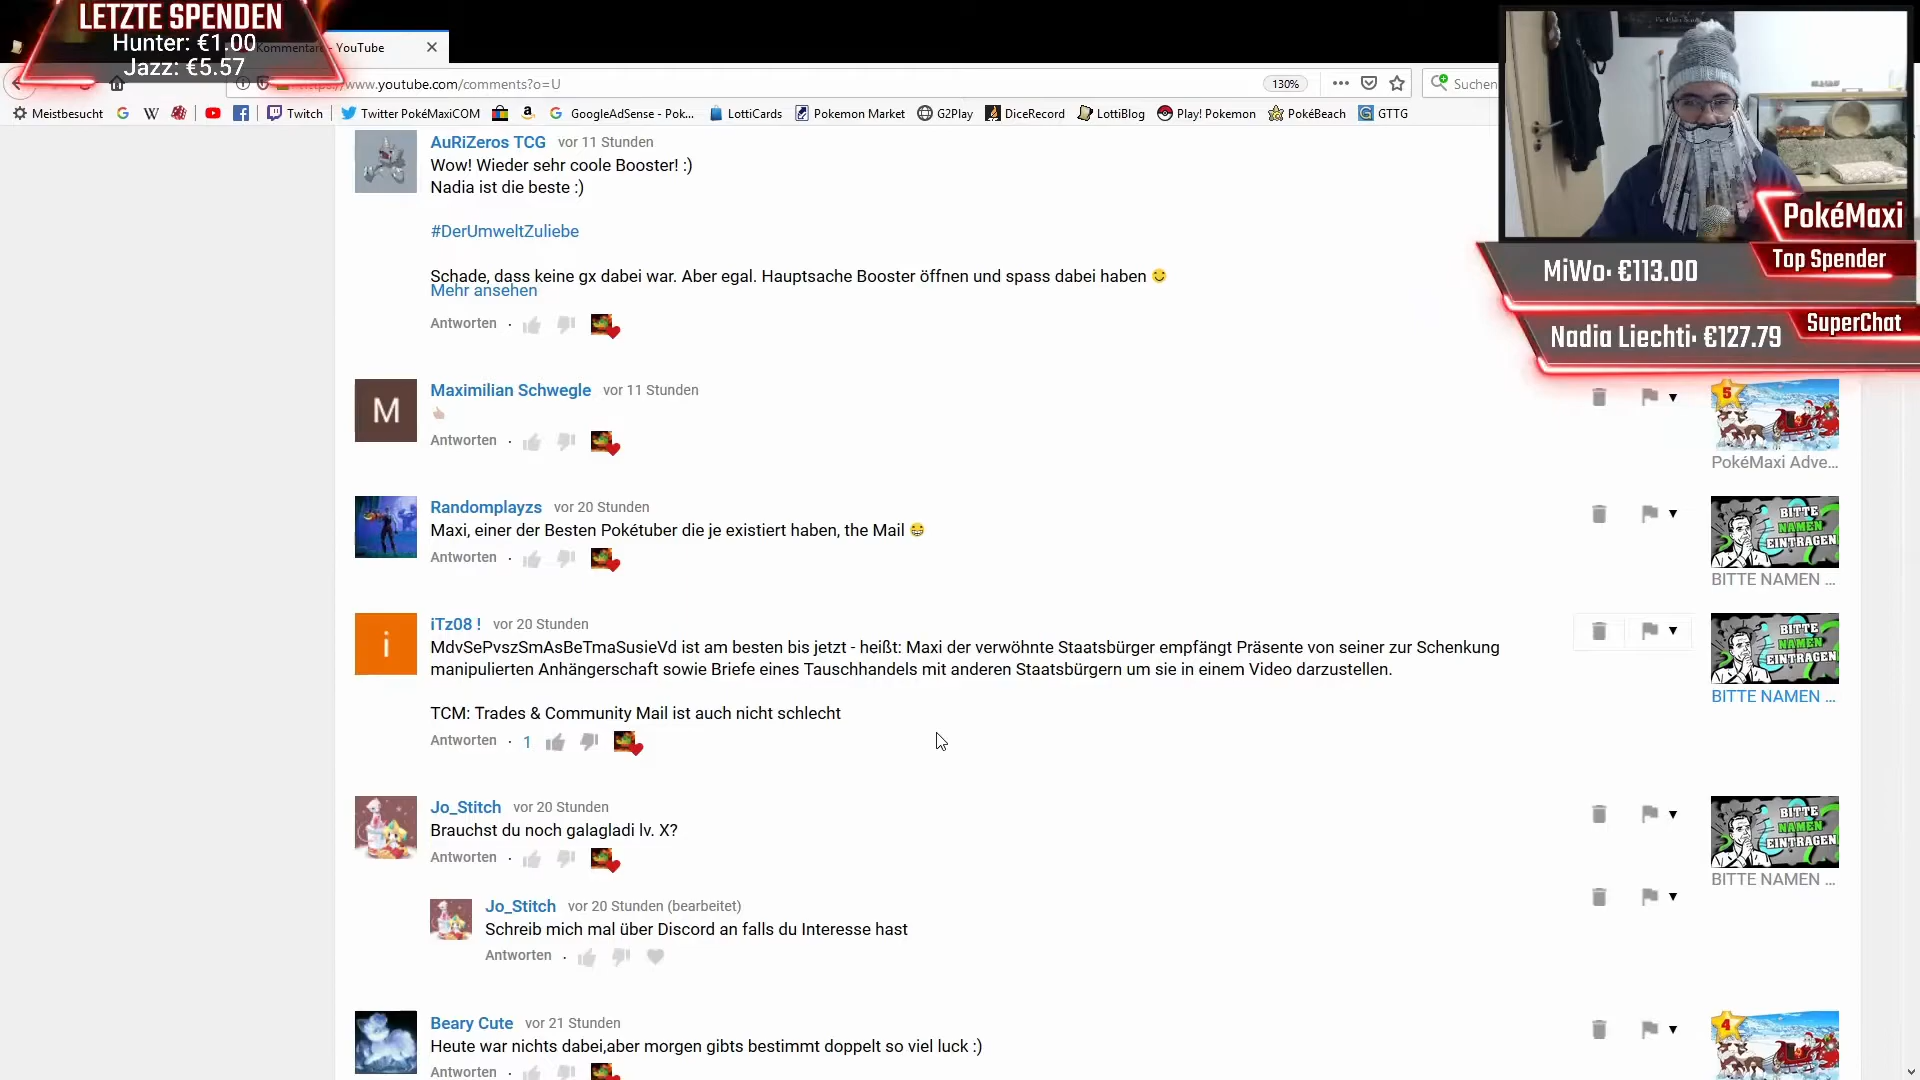 LETZTE SPENDEN
Hunter: €1.00
Jazz: €5.57
Kommentare - YouTube
https://www.youtube.com/comments?o=U
130%
Suchen
Meistbesucht
Twitch
Twitter PokéMaxiCOM
GoogleAdSense - Pok...
LottiCards
Pokemon Market
G2Play
DiceRecord
LottiBlog
Play! Pokemon
PokéBeach
GTTG
PokéMaxi
Top Spender
MiWo: €113.00
SuperChat
Nadia Liechti: €127.79
AuRiZeros TCG vor 11 Stunden
Wow! Wieder sehr coole Booster! :)
Nadia ist die beste :)
#DerUmweltZuliebe
Schade, dass keine gx dabei war. Aber egal. Hauptsache Booster öffnen und spass dabei haben
Mehr ansehen
Antworten
M
Maximilian Schwegle vor 11 Stunden
Antworten
5
PokéMaxi Adve...
Randomplayzs vor 20 Stunden
Maxi, einer der Besten Pokétuber die je existiert haben, the Mail
Antworten
BITTE
NAMEN
EINTRAGEN
BITTE NAMEN ...
i
iTz08 ! vor 20 Stunden
MdvSePvszSmAsBeTmaSusieVd ist am besten bis jetzt - heißt: Maxi der verwöhnte Staatsbürger empfängt Präsente von seiner zur Schenkung
manipulierten Anhängerschaft sowie Briefe eines Tauschhandels mit anderen Staatsbürgern um sie in einem Video darzustellen.
TCM: Trades & Community Mail ist auch nicht schlecht
Antworten · 1
BITTE
NAMEN
EINTRAGEN
BITTE NAMEN ...
Jo_Stitch vor 20 Stunden
Brauchst du noch galagladi lv. X?
Antworten
BITTE
NAMEN
EINTRAGEN
BITTE NAMEN ...
Jo_Stitch vor 20 Stunden (bearbeitet)
Schreib mich mal über Discord an falls du Interesse hast
Antworten
Beary Cute vor 21 Stunden
Heute war nichts dabei,aber morgen gibts bestimmt doppelt so viel luck :)
Antworten
4